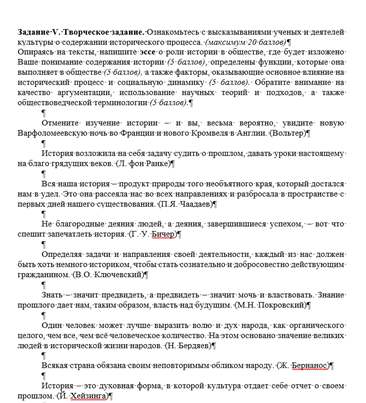 Задание·V.·Творческое·задание.·Ознакомьтесь·с·высказываниями·ученых·и·деятелей·
культуры·о·содержании·исторического·процесса.·(максимум·20·баллов)¶
Опираясь·на·тексты,·напишите·эссе·о·роли·истории·в·обществе,·где·будет·изложено·
Ваше·понимание·содержания·истории·(5·баллов),·определены·функции,·которые·она·
выполняет·в·обществе·(5·баллов),·а·также·факторы,·оказывающие·основное·влияние·на·
исторический·процесс·и·социальную·динамику·(5·баллов).·Обратите·внимание·на·
качество·аргументации,·использование·научных·теорий·и·подходов,·а·также·
обществоведческой·терминологии·(5·баллов).¶
¶
Отмените·изучение·истории·–·и·вы,·весьма·вероятно,·увидите·новую·
Варфоломеевскую·ночь·во·Франции·и·нового·Кромвеля·в·Англии.·(Вольтер)¶
¶
История·возложила·на·себя·задачу·судить·о·прошлом,·давать·уроки·настоящему·
на·благо·грядущих·веков.·(Л.·фон·Ранке)¶
¶
Вся·наша·история·–·продукт·природы·того·необъятного·края,·который·достался·
нам·в·удел.·Это·она·рассеяла·нас·во·всех·направлениях·и·разбросала·в·пространстве·с·
первых·дней·нашего·существования.·(П.Я.·Чаадаев)¶
¶
Не·благородные·деяния·людей,·а·деяния,·завершившиеся·успехом,·–·вот·что·
спешит·запечатлеть·история.·(Г.·У.·Бичер)¶
¶
Определяя·задачи·и·направления·своей·деятельности,·каждый·из·нас·должен·
быть·хоть·немного·историком,·чтобы·стать·сознательно·и·добросовестно·действующим·
гражданином.·(В.О.·Ключевский)¶
¶
Знать·–·значит·предвидеть,·а·предвидеть·–·значит·мочь·и·властвовать.·Знание·
прошлого·дает·нам,·таким·образом,·власть·над·будущим.·(М.Н.·Покровский)¶
¶
Один·человек·может·лучше·выразить·волю·и·дух·народа,·как·органического·
целого,·чем·все,·чем·всё·человеческое·количество.·На·этом·основано·значение·великих·
людей·в·исторической·жизни·народов.·(Н.·Бердяев)¶
¶
Всякая·страна·обязана·своим·неповторимым·обликом·народу.·(Ж.·Бернанос)¶
¶
История·–·это·духовная·форма,·в·которой·культура·отдает·себе·отчет·о·своем·
прошлом.·(Й.·Хейзинга)¶